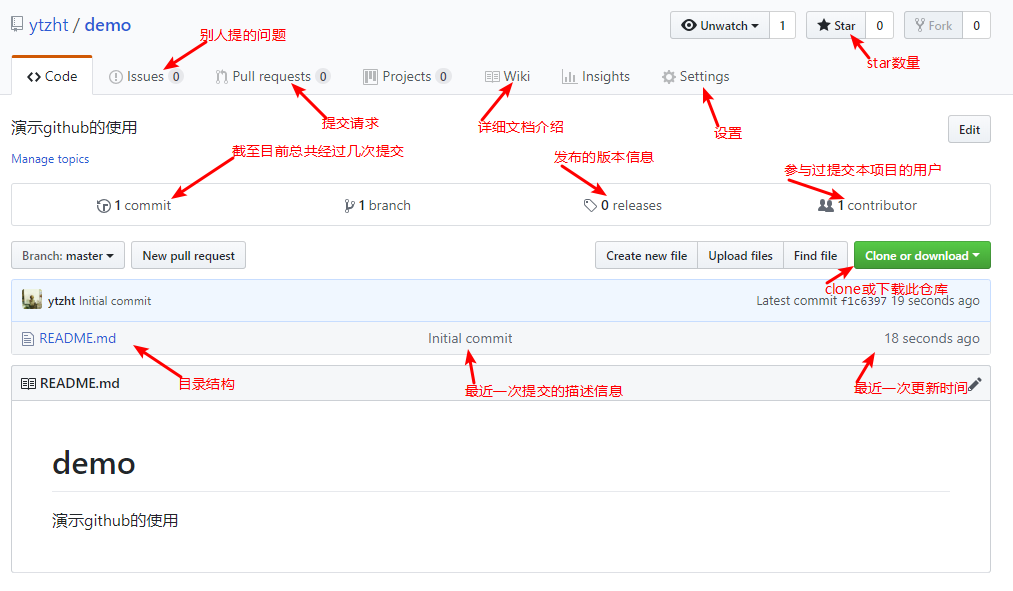 ytzht / demo
Unwatch 1 Star 0 Fork 0
别人提的问题
star数量
Code Issues 0 Pull requests 0 Projects 0 Wiki Insights Settings
提交请求 详细文档介绍 设置
演示github的使用 Edit
Manage topics
截至目前总共经过几次提交 发布的版本信息 参与过提交本项目的用户
1 commit 1 branch 0 releases 1 contributor
Branch: master New pull request Create new file Upload files Find file Clone or download
clone或下载此仓库
ytzht Initial commit Latest commit f1c6397 19 seconds ago
README.md Initial commit 18 seconds ago
目录结构 最近一次提交的描述信息 最近一次更新时间
README.md
demo
演示github的使用